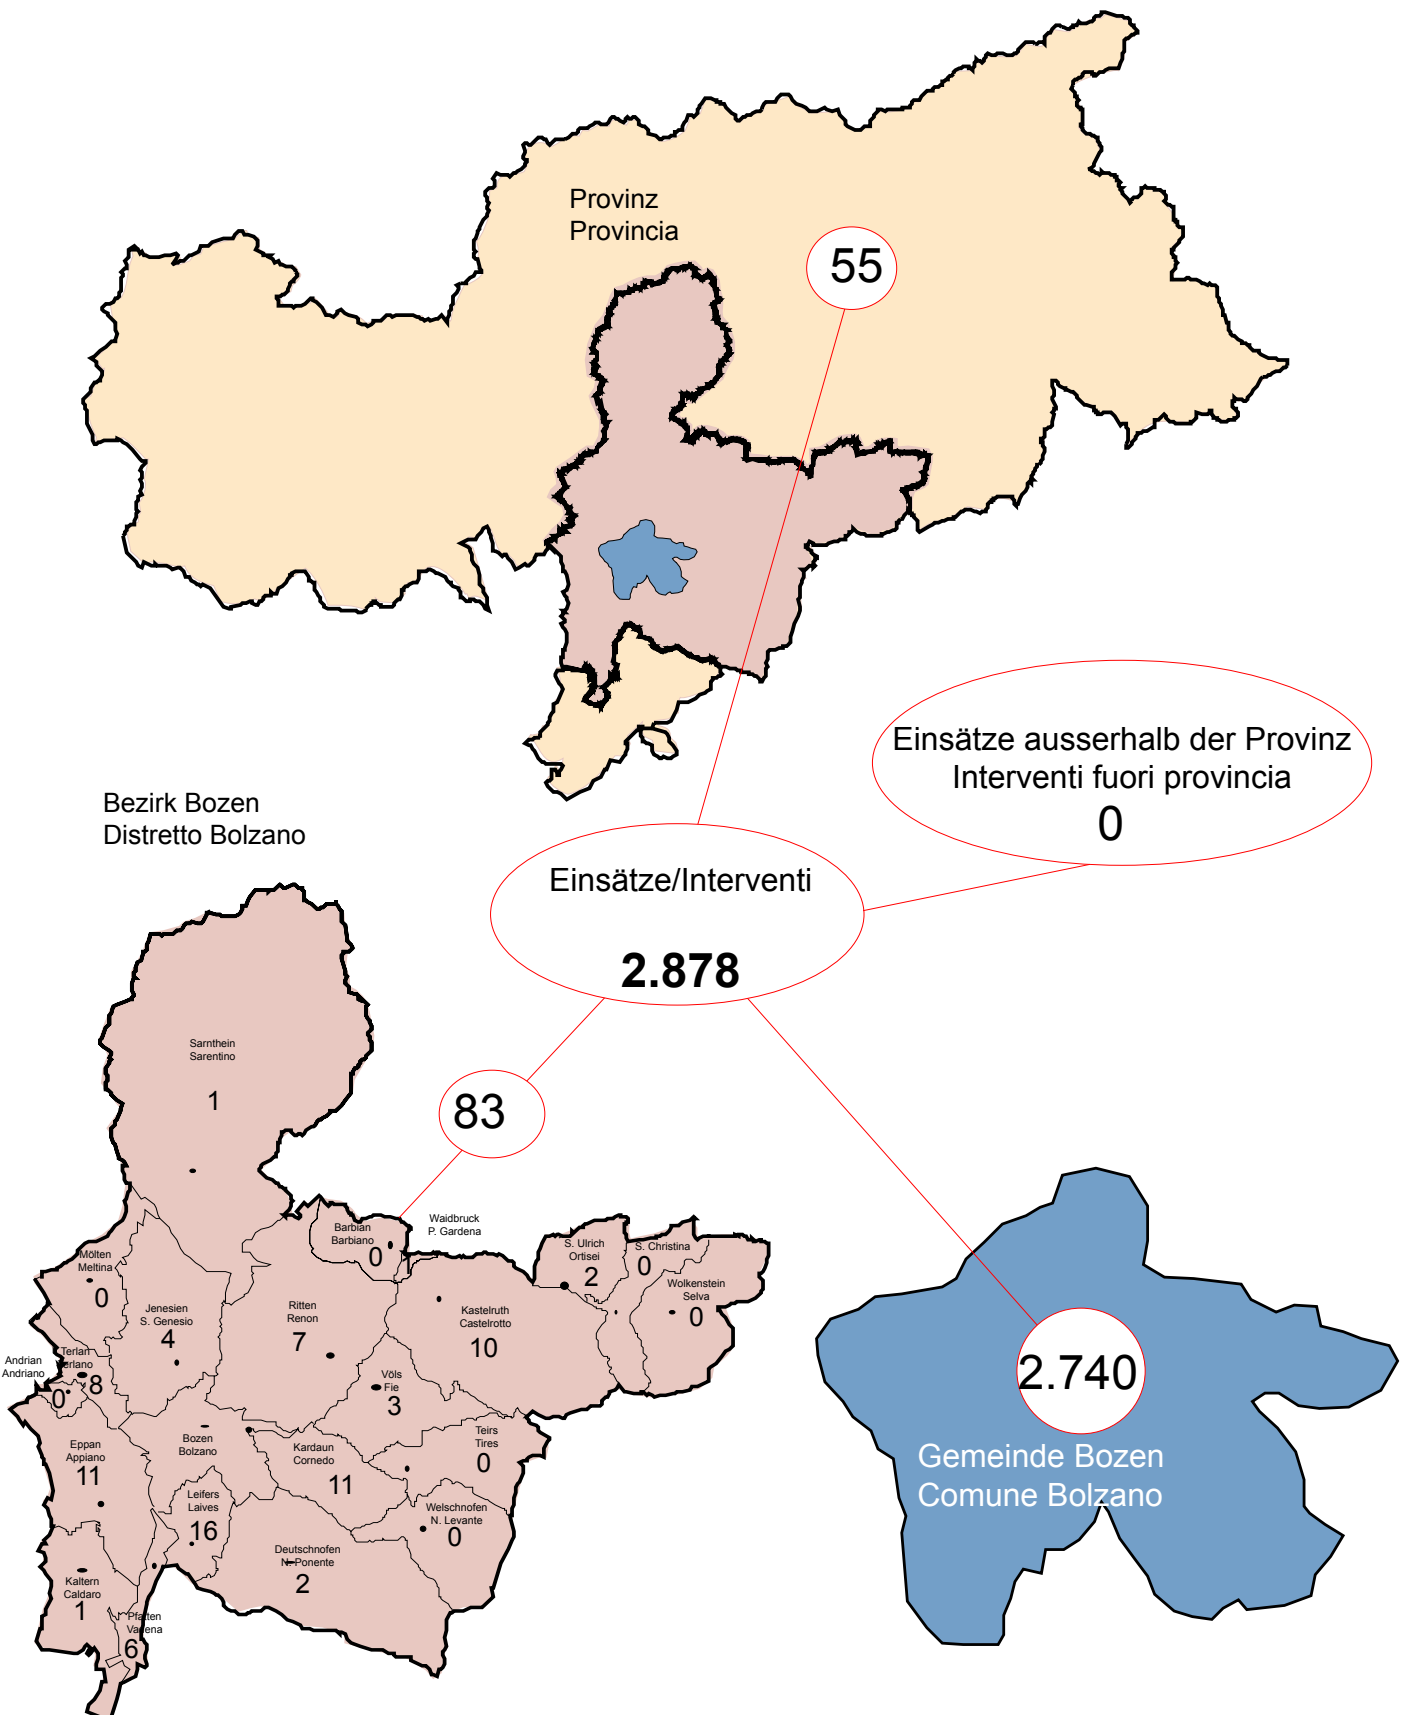 Provinz
Provincia
55
Einsätze ausserhalb der Provinz
Interventi fuori provincia
0
Bezirk Bozen
Distretto Bolzano
Einsätze/Interventi
2.878
83
Sarnthein
Sarentino
1
Barbian
Barbiano
0
Waidbruck
P. Gardena
S. Ulrich
Ortisei
2
S. Christina
0
Wolkenstein
Selva
0
Mölten
Meltina
0
Jenesien
S. Genesio
4
Ritten
Renon
7
Kastelruth
Castelrotto
10
Andrian
Andriano
0
Terlan
Terlano
8
Völs
Fie
3
Eppan
Appiano
11
Bozen
Bolzano
Kardaun
Cornedo
11
Teirs
Tires
0
Leifers
Laives
16
Welschnofen
N. Levante
0
Deutschnofen
N. Ponente
2
Kaltern
Caldaro
1
Pfatten
Vadena
6
2.740
Gemeinde Bozen
Comune Bolzano